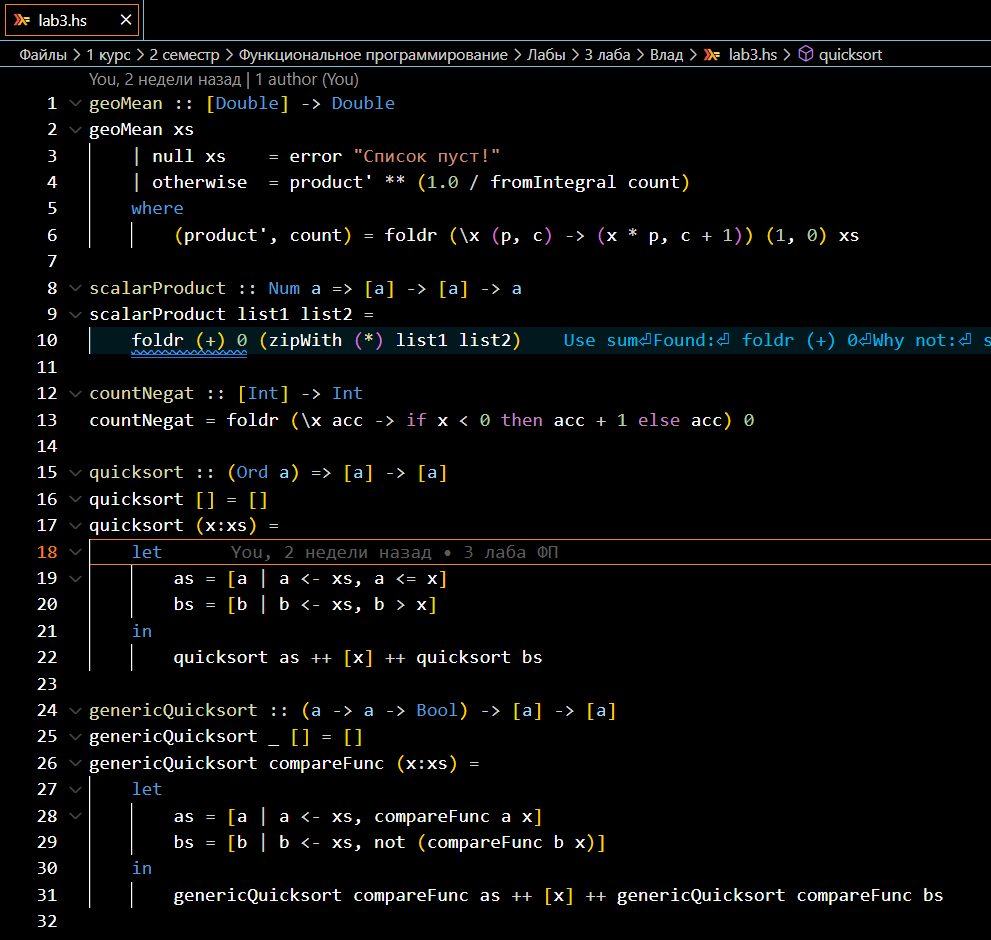 lab3.hs ✕
Файлы > 1 курс > 2 семестр > Функциональное программирование > Лабы > 3 лаба > Влад > lab3.hs > quicksort
You, 2 недели назад | 1 author (You)
1 geoMean :: [Double] -> Double
2 geoMean xs
3     | null xs    = error "Список пуст!"
4     | otherwise  = product' ** (1.0 / fromIntegral count)
5     where
6         (product', count) = foldr (\x (p, c) -> (x * p, c + 1)) (1, 0) xs
7
8 scalarProduct :: Num a => [a] -> [a] -> a
9 scalarProduct list1 list2 =
10     foldr (+) 0 (zipWith (*) list1 list2)    Use sum⏎Found:⏎ foldr (+) 0⏎Why not:⏎ s
11
12 countNegat :: [Int] -> Int
13 countNegat = foldr (\x acc -> if x < 0 then acc + 1 else acc) 0
14
15 quicksort :: (Ord a) => [a] -> [a]
16 quicksort [] = []
17 quicksort (x:xs) =
18     let    You, 2 недели назад • 3 лаба ФП
19         as = [a | a <- xs, a <= x]
20         bs = [b | b <- xs, b > x]
21     in
22         quicksort as ++ [x] ++ quicksort bs
23
24 genericQuicksort :: (a -> a -> Bool) -> [a] -> [a]
25 genericQuicksort _ [] = []
26 genericQuicksort compareFunc (x:xs) =
27     let
28         as = [a | a <- xs, compareFunc a x]
29         bs = [b | b <- xs, not (compareFunc b x)]
30     in
31         genericQuicksort compareFunc as ++ [x] ++ genericQuicksort compareFunc bs
32